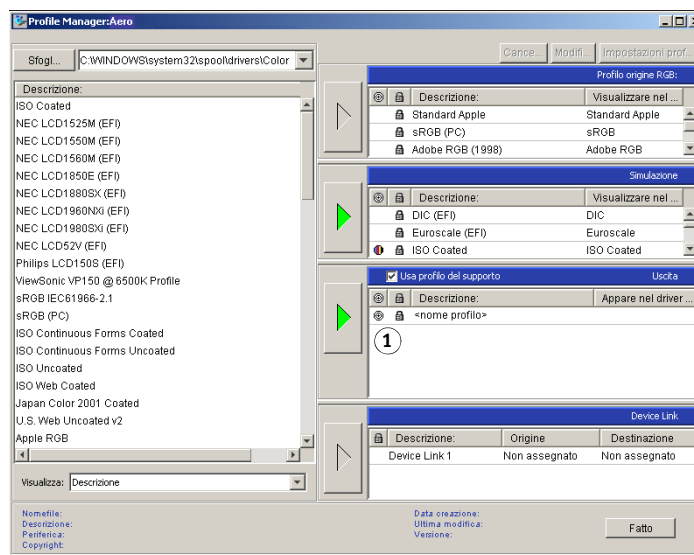 Profile Manager:Aero
Sfogl...
C:\WINDOWS\system32\spool\drivers\Color
Cance...
Modifi...
Impostazioni prof...
Descrizione:
ISO Coated
NEC LCD1525M (EFI)
NEC LCD1550M (EFI)
NEC LCD1560M (EFI)
NEC LCD1850E (EFI)
NEC LCD1880SX (EFI)
NEC LCD1960NXi (EFI)
NEC LCD1980SXi (EFI)
NEC LCD52V (EFI)
Philips LCD150S (EFI)
ViewSonic VP150 @ 6500K Profile
sRGB IEC61966-2.1
sRGB (PC)
ISO Continuous Forms Coated
ISO Continuous Forms Uncoated
ISO Uncoated
ISO Web Coated
Japan Color 2001 Coated
U.S. Web Uncoated v2
Apple RGB
Visualizza:
Descrizione
Profilo origine RGB:
Descrizione: Visualizzare nel ...
Standard Apple Standard Apple
sRGB (PC) sRGB
Adobe RGB (1998) Adobe RGB
Simulazione
Descrizione: Visualizzare nel ...
DIC (EFI) DIC
Euroscale (EFI) Euroscale
ISO Coated ISO Coated
Usa profilo del supporto Uscita
Descrizione: Appare nel driver ...
<nome profilo>
1
Device Link
Descrizione: Origine Destinazione
Device Link 1 Non assegnato Non assegnato
Nomefile:
Descrizione:
Periferica:
Copyright:
Data creazione:
Ultima modifica:
Versione:
Fatto